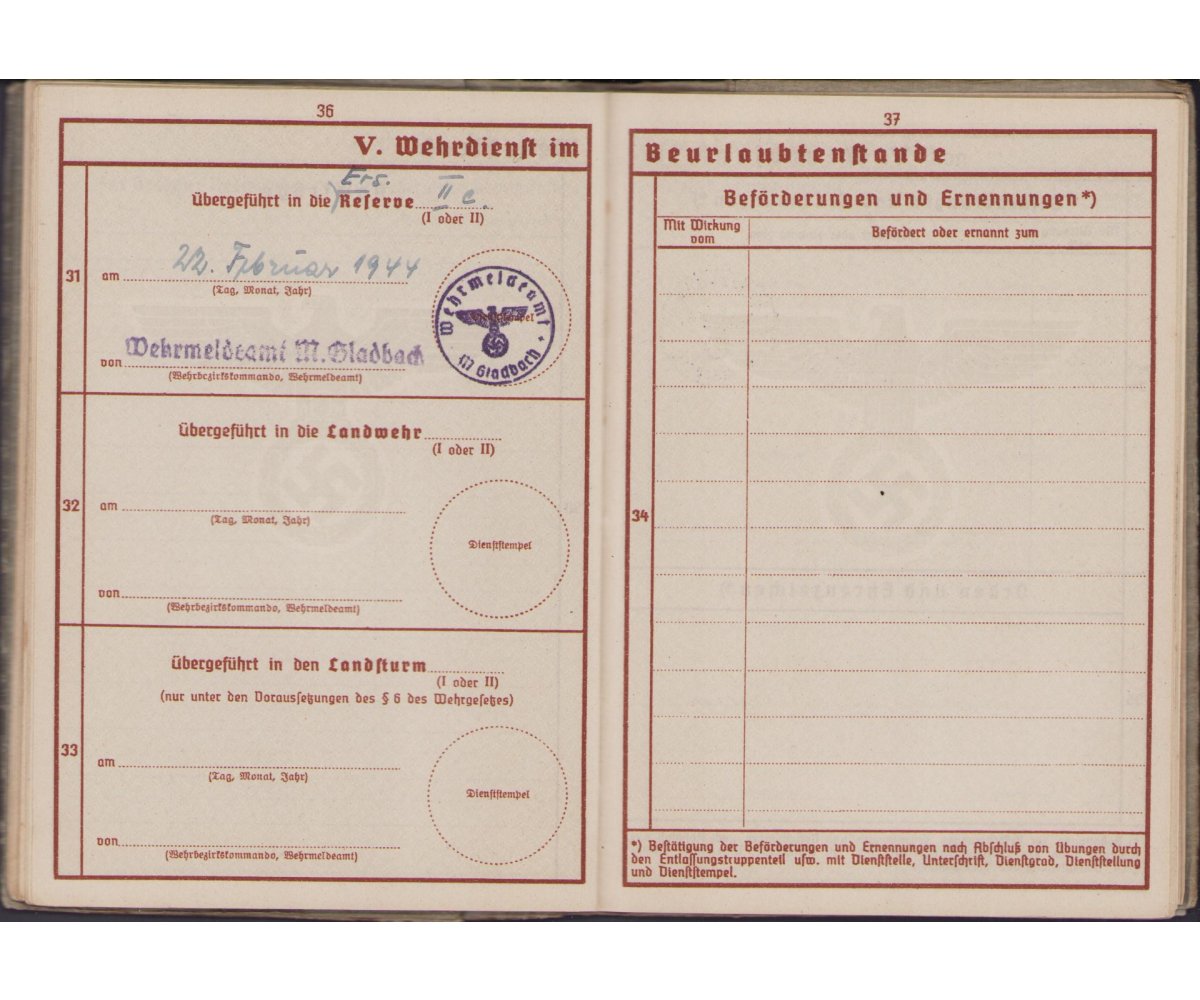 36
V. Wehrdienst im
Ers.
übergeführt in die Reserve II c.
(I oder II)
31
am 22. Februar 1944
(Tag, Monat, Jahr)
Wehrmeldeamt
M. Gladbach
von Wehrmeldeamt M. Gladbach
(Wehrbezirkskommando, Wehrmeldeamt)
übergeführt in die Landwehr
(I oder II)
32
am
(Tag, Monat, Jahr)
Dienststempel
von
(Wehrbezirkskommando, Wehrmeldeamt)
übergeführt in den Landsturm
(I oder II)
(nur unter den Voraussetzungen des § 6 des Wehrgesetzes)
33
am
(Tag, Monat, Jahr)
Dienststempel
von
(Wehrbezirkskommando, Wehrmeldeamt)
37
Beurlaubtenstande
Beförderungen und Ernennungen*)
Mit Wirkung vom
Befördert oder ernannt zum
34
*) Bestätigung der Beförderungen und Ernennungen nach Abschluß von Übungen durch
den Entlassungstruppenteil usw. mit Dienststelle, Unterschrift, Dienstgrad, Dienststellung
und Dienststempel.